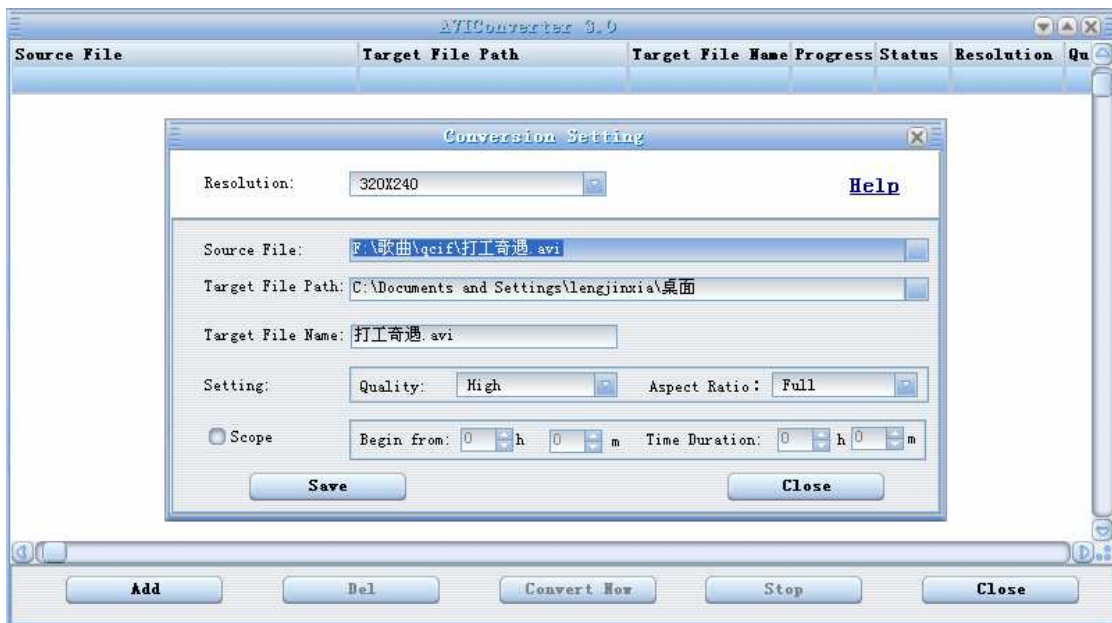 AVIConverter 3.0
Source File Target File Path Target File Name Progress Status Resolution Qu
Conversion Setting
Resolution: 320X240 Help
Source File: F:\歌曲\qcif\打工奇遇.avi
Target File Path: C:\Documents and Settings\lengjinxia\桌面
Target File Name: 打工奇遇.avi
Setting: Quality: High Aspect Ratio: Full
Scope Begin from: 0 h 0 m Time Duration: 0 h 0 m
Save Close
Add Del Convert Now Stop Close